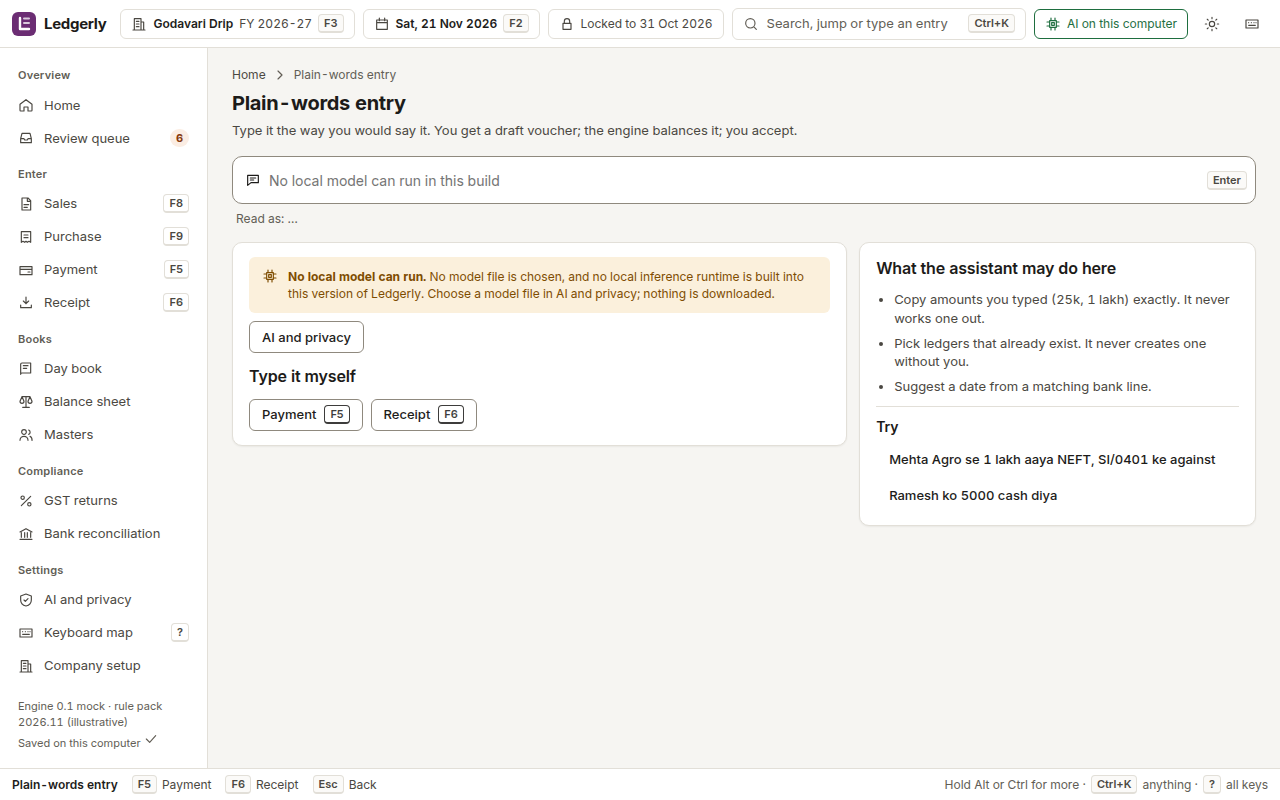 Ledgerly
Godavari Drip FY 2026-27 F3
Sat, 21 Nov 2026 F2
Locked to 31 Oct 2026
Search, jump or type an entry Ctrl+K
AI on this computer
Overview
Home
Review queue 6
Enter
Sales F8
Purchase F9
Payment F5
Receipt F6
Books
Day book
Balance sheet
Masters
Compliance
GST returns
Bank reconciliation
Settings
AI and privacy
Keyboard map ?
Company setup
Engine 0.1 mock · rule pack
2026.11 (illustrative)
Saved on this computer
Home > Plain-words entry
Plain-words entry
Type it the way you would say it. You get a draft voucher; the engine balances it; you accept.
No local model can run in this build Enter
Read as: ...
No local model can run. No model file is chosen, and no local inference runtime is built into
this version of Ledgerly. Choose a model file in AI and privacy; nothing is downloaded.
AI and privacy
Type it myself
Payment F5 Receipt F6
What the assistant may do here
• Copy amounts you typed (25k, 1 lakh) exactly. It never
works one out.
• Pick ledgers that already exist. It never creates one
without you.
• Suggest a date from a matching bank line.
Try
Mehta Agro se 1 lakh aaya NEFT, SI/0401 ke against
Ramesh ko 5000 cash diya
Plain-words entry F5 Payment F6 Receipt Esc Back
Hold Alt or Ctrl for more · Ctrl+K anything · ? all keys